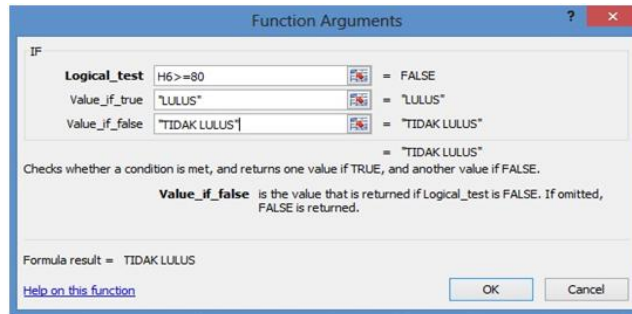 Function Arguments ? ×
IF
Logical_test H6>=80 = FALSE
Value_if_true "LULUS" = "LULUS"
Value_if_false "TIDAK LULUS" = "TIDAK LULUS"
= "TIDAK LULUS"
Checks whether a condition is met, and returns one value if TRUE, and another value if FALSE.
Value_if_false is the value that is returned if Logical_test is FALSE. If omitted,
FALSE is returned.
Formula result = TIDAK LULUS
Help on this function OK Cancel